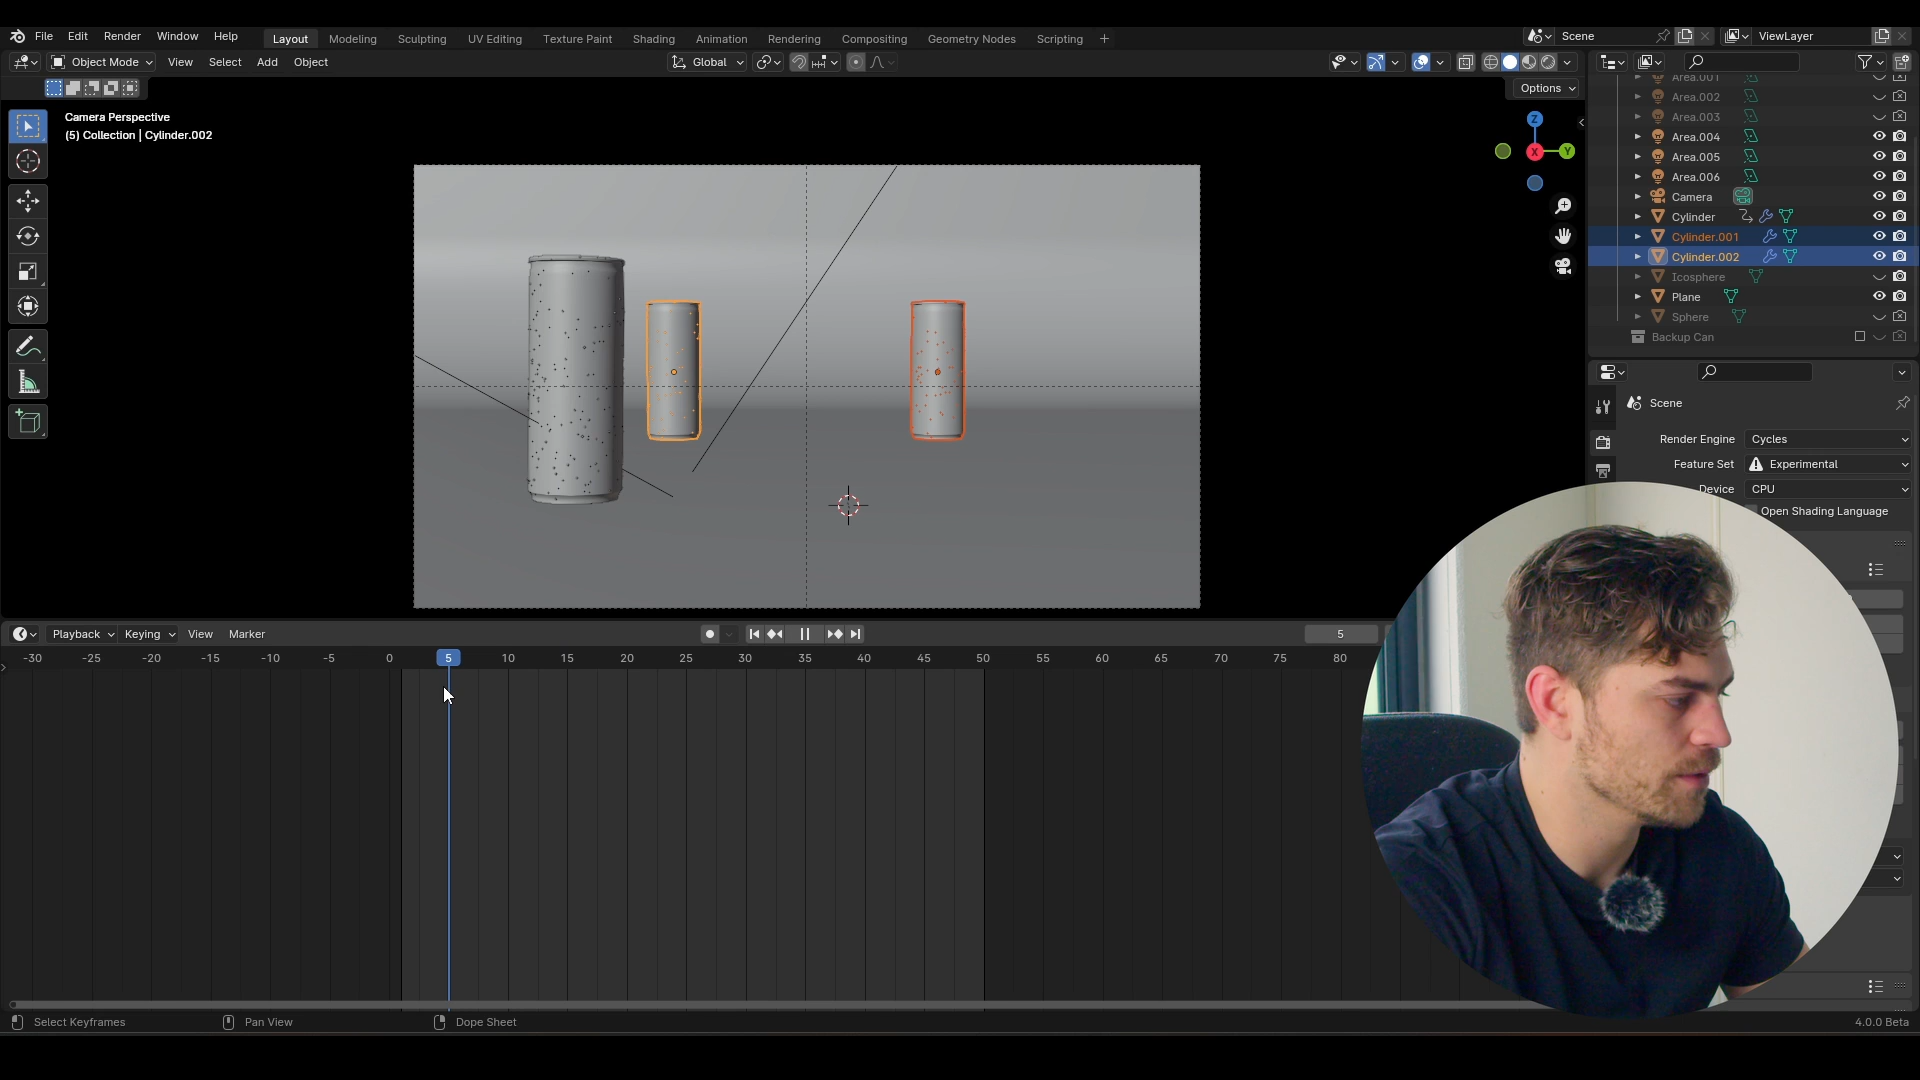 File Edit Render Window Help
Layout Modeling Sculpting UV Editing Texture Paint Shading Animation Rendering Compositing Geometry Nodes Scripting +
Scene
ViewLayer
Object Mode View Select Add Object
Global
Options
Camera Perspective
(5) Collection | Cylinder.002
Z
X
Y
Area.001
Area.002
Area.003
Area.004
Area.005
Area.006
Camera
Cylinder
Cylinder.001
Cylinder.002
Icosphere
Plane
Sphere
Backup Can
Scene
Render Engine Cycles
Feature Set Experimental
Device CPU
Open Shading Language
Playback Keying View Marker
5
-30 -25 -20 -15 -10 -5 0 5 10 15 20 25 30 35 40 45 50 55 60 65 70 75 80
Select Keyframes Pan View Dope Sheet
4.0.0 Beta